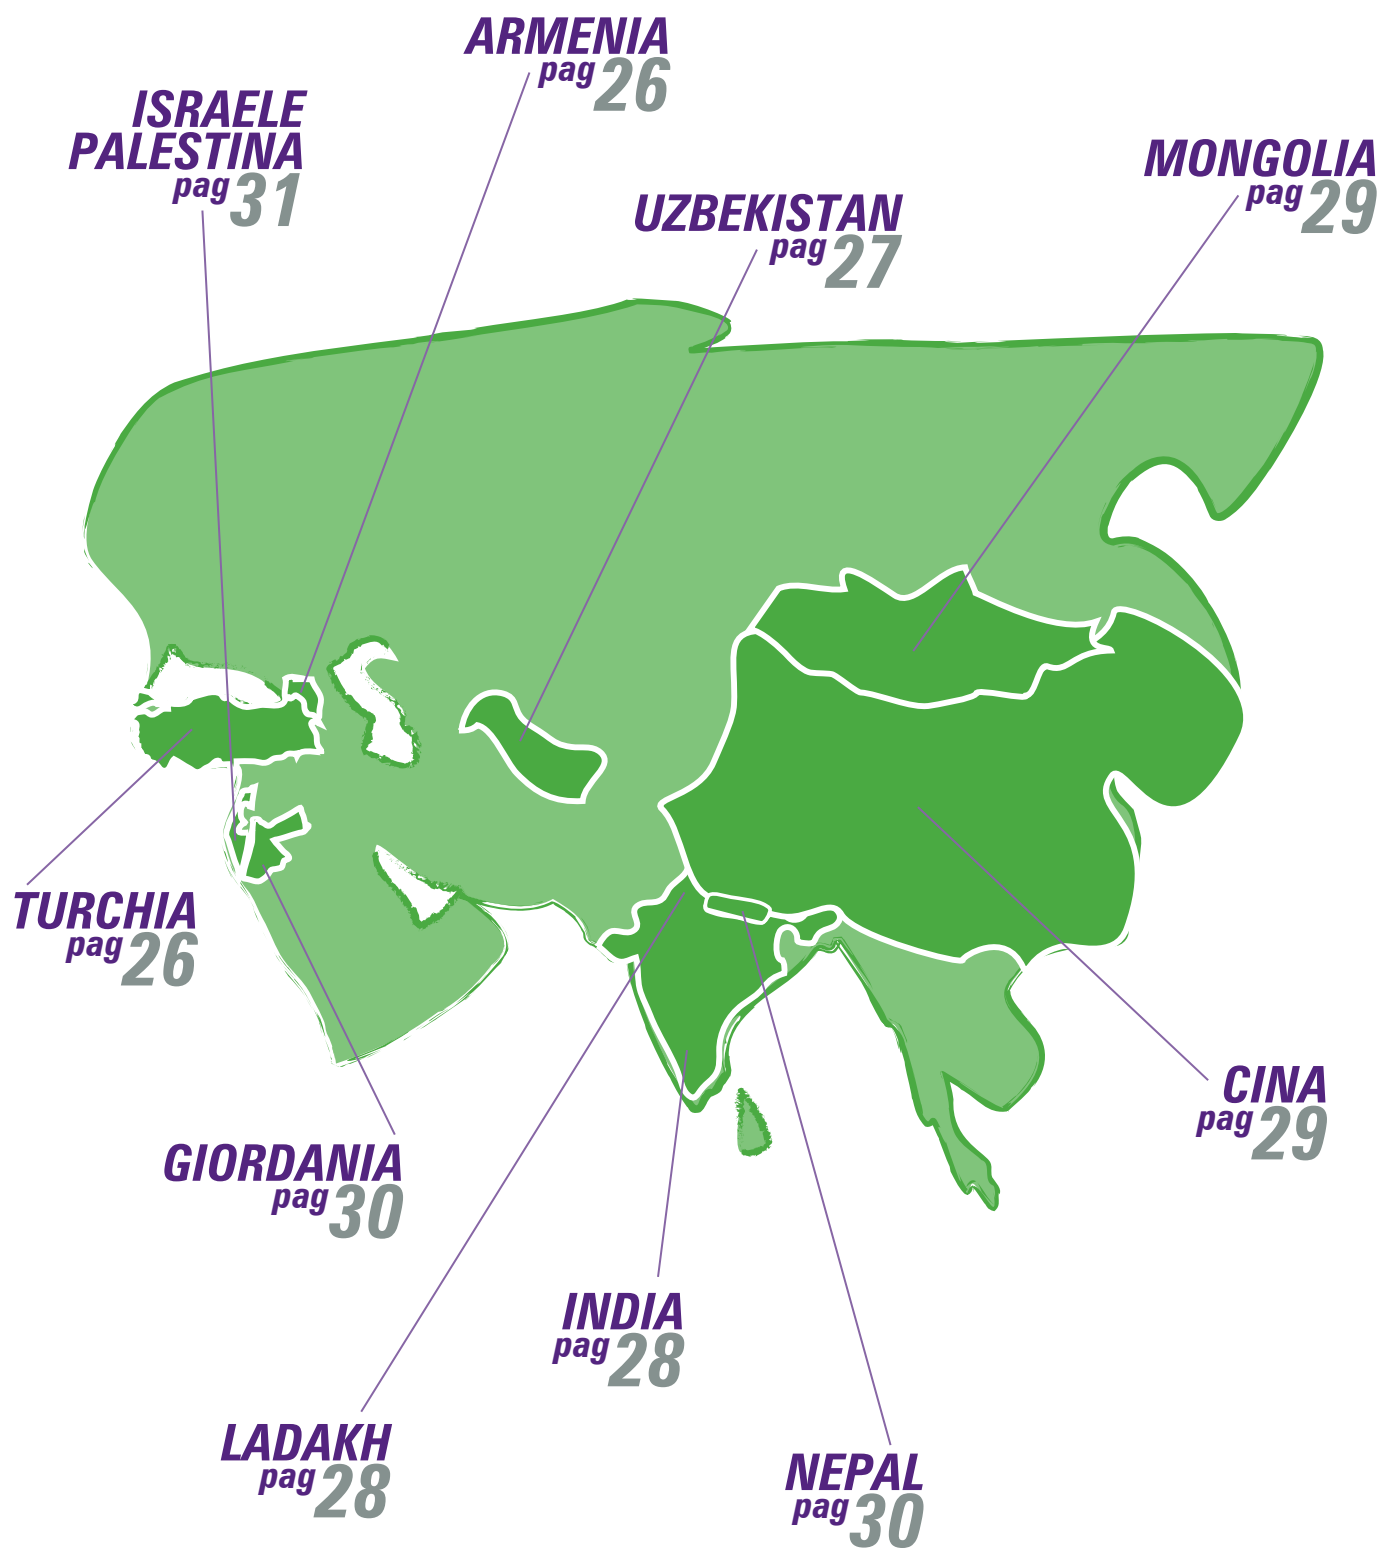 ARMENIA
pag 26
ISRAELE
PALESTINA
pag 31
MONGOLIA
pag 29
UZBEKISTAN
pag 27
TURCHIA
pag 26
CINA
pag 29
GIORDANIA
pag 30
INDIA
pag 28
LADAKH
pag 28
NEPAL
pag 30